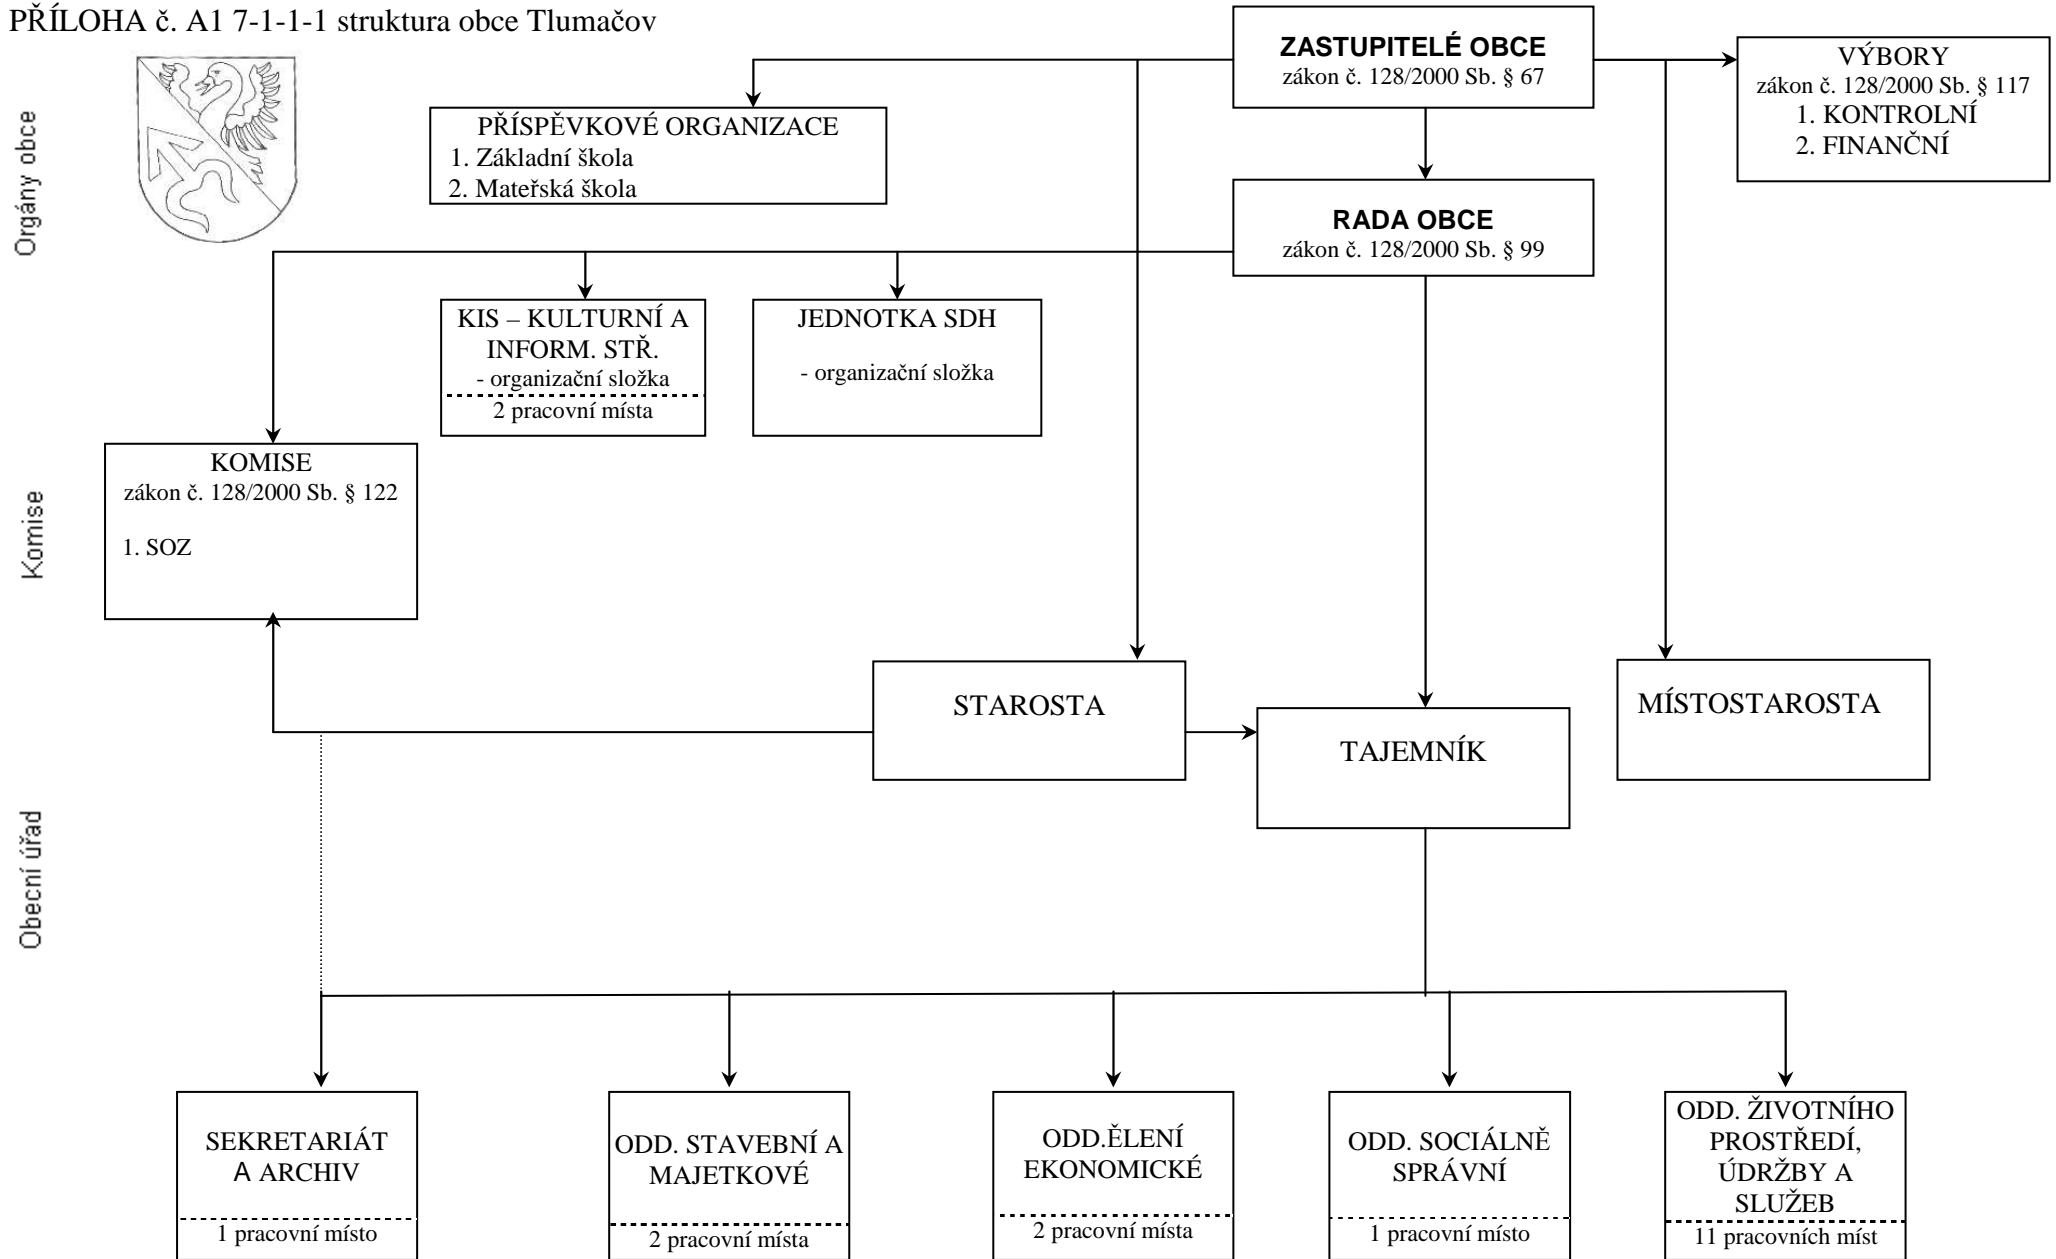 PŘÍLOHA č. A1 7-1-1-1 struktura obce Tlumačov
ZASTUPITELÉ OBCE
zákon č. 128/2000 Sb. § 67
VÝBORY
zákon č. 128/2000 Sb. § 117
1. KONTROLNÍ
2. FINANČNÍ
Orgány obce
PŘÍSPĚVKOVÉ ORGANIZACE
1. Základní škola
2. Mateřská škola
RADA OBCE
zákon č. 128/2000 Sb. § 99
KIS – KULTURNÍ A
INFORM. STŘ.
- organizační složka
2 pracovní místa
JEDNOTKA SDH
- organizační složka
Komise
KOMISE
zákon č. 128/2000 Sb. § 122
1. SOZ
STAROSTA
TAJEMNÍK
MÍSTOSTAROSTA
Obecní úřad
SEKRETARIÁT
A ARCHIV
1 pracovní místo
ODD. STAVEBNÍ A
MAJETKOVÉ
2 pracovní místa
ODD.ĚLENÍ
EKONOMICKÉ
2 pracovní místa
ODD. SOCIÁLNĚ
SPRÁVNÍ
1 pracovní místo
ODD. ŽIVOTNÍHO
PROSTŘEDÍ,
ÚDRŽBY A
SLUŽEB
11 pracovních míst